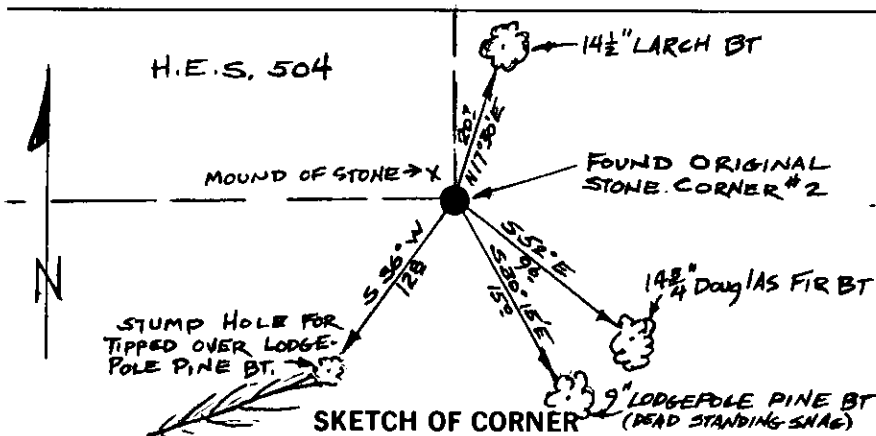 H.E.S. 504
14½" LARCH BT
N17°30'E
MOUND OF STONE → X
FOUND ORIGINAL
STONE CORNER #2
N
S 36° W
S 52° E
S 30° 15' E
14¾" DouglAS FIR BT
STUMP HOLE FOR
TIPPED OVER LODGE-
POLE PINE BT.
9" LODGEPOLE PINE BT
(DEAD STANDING SNAG)
SKETCH OF CORNER